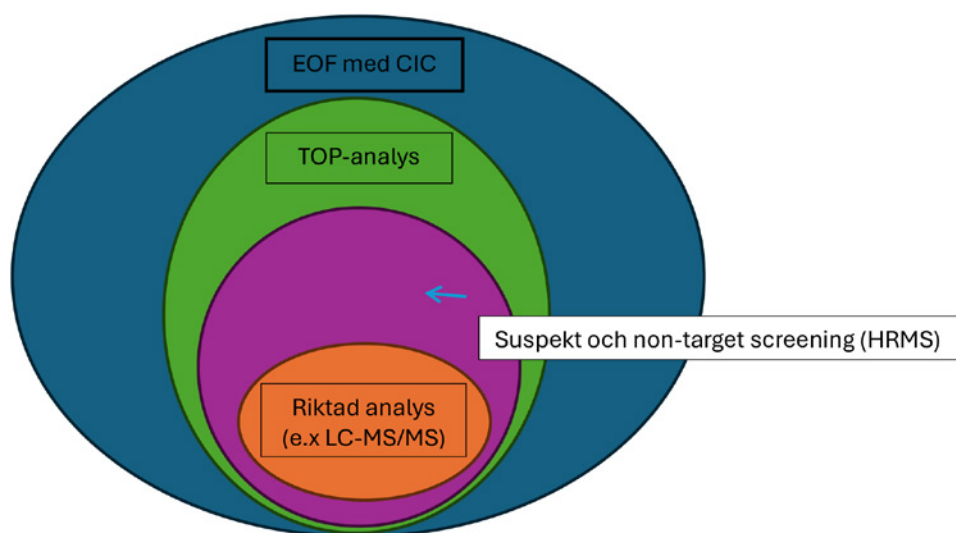 EOF med CIC
TOP-analys
Suspekt och non-target screening (HRMS)
Riktad analys
(e.x LC-MS/MS)